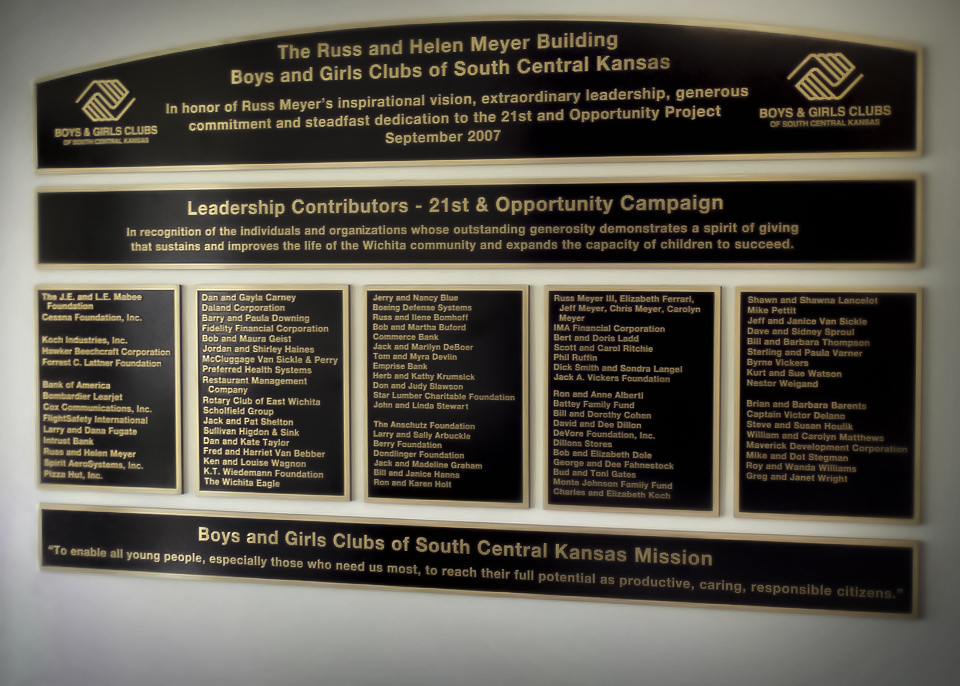 The Russ and Helen Meyer Building
Boys and Girls Clubs of South Central Kansas
In honor of Russ Meyer's inspirational vision, extraordinary leadership, generous
commitment and steadfast dedication to the 21st and Opportunity Project
September 2007
BOYS & GIRLS CLUBS
OF SOUTH CENTRAL KANSAS
BOYS & GIRLS CLUBS
OF SOUTH CENTRAL KANSAS
Leadership Contributors - 21st & Opportunity Campaign
In recognition of the individuals and organizations whose outstanding generosity demonstrates a spirit of giving
that sustains and improves the life of the Wichita community and expands the capacity of children to succeed.
The J.E. and L.E. Mabee
Foundation
Cessna Foundation, Inc.
Koch Industries, Inc.
Hawker Beechcraft Corporation
Forrest C. Lattner Foundation
Bank of America
Bombardier Learjet
Cox Communications, Inc.
FlightSafety International
Larry and Dana Fugate
Intrust Bank
Russ and Helen Meyer
Spirit AeroSystems, Inc.
Pizza Hut, Inc.
Dan and Gayla Carney
Daland Corporation
Barry and Paula Downing
Fidelity Financial Corporation
Bob and Maura Geist
Jordan and Shirley Haines
McCluggage Van Sickle & Perry
Preferred Health Systems
Restaurant Management
Company
Rotary Club of East Wichita
Scholfield Group
Jack and Pat Shelton
Sullivan Higdon & Sink
Dan and Kate Taylor
Fred and Harriet Van Bebber
Ken and Louise Wagnon
K.T. Wiedemann Foundation
The Wichita Eagle
Jerry and Nancy Blue
Boeing Defense Systems
Russ and Ilene Bomhoff
Bob and Martha Buford
Commerce Bank
Jack and Marilyn DeBoer
Tom and Myra Devlin
Emprise Bank
Herb and Kathy Krumsick
Don and Judy Slawson
Star Lumber Charitable Foundation
John and Linda Stewart
The Anschutz Foundation
Larry and Sally Arbuckle
Berry Foundation
Dondlinger Foundation
Jack and Madeline Graham
Bill and Janice Hanna
Ron and Karen Holt
Russ Meyer III, Elizabeth Ferrari,
Jeff Meyer, Chris Meyer, Carolyn
Meyer
IMA Financial Corporation
Bert and Doris Ladd
Scott and Carol Ritchie
Phil Ruffin
Dick Smith and Sondra Langel
Jack A. Vickers Foundation
Ron and Anne Alberti
Battey Family Fund
Bill and Dorothy Cohen
David and Dee Dillon
DeVore Foundation, Inc.
Dillons Stores
Bob and Elizabeth Dole
George and Dee Fahnestock
Bud and Toni Gates
Monte Johnson Family Fund
Charles and Elizabeth Koch
Shawn and Shawna Lancelot
Mike Pettit
Jeff and Janice Van Sickle
Dave and Sidney Sproul
Bill and Barbara Thompson
Sterling and Paula Varner
Byrne Vickers
Kurt and Sue Watson
Nestor Weigand
Brian and Barbara Barents
Captain Victor Delano
Steve and Susan Houlik
William and Carolyn Matthews
Maverick Development Corporation
Mike and Dot Stegman
Roy and Wanda Williams
Greg and Janet Wright
Boys and Girls Clubs of South Central Kansas Mission
"To enable all young people, especially those who need us most, to reach their full potential as productive, caring, responsible citizens."